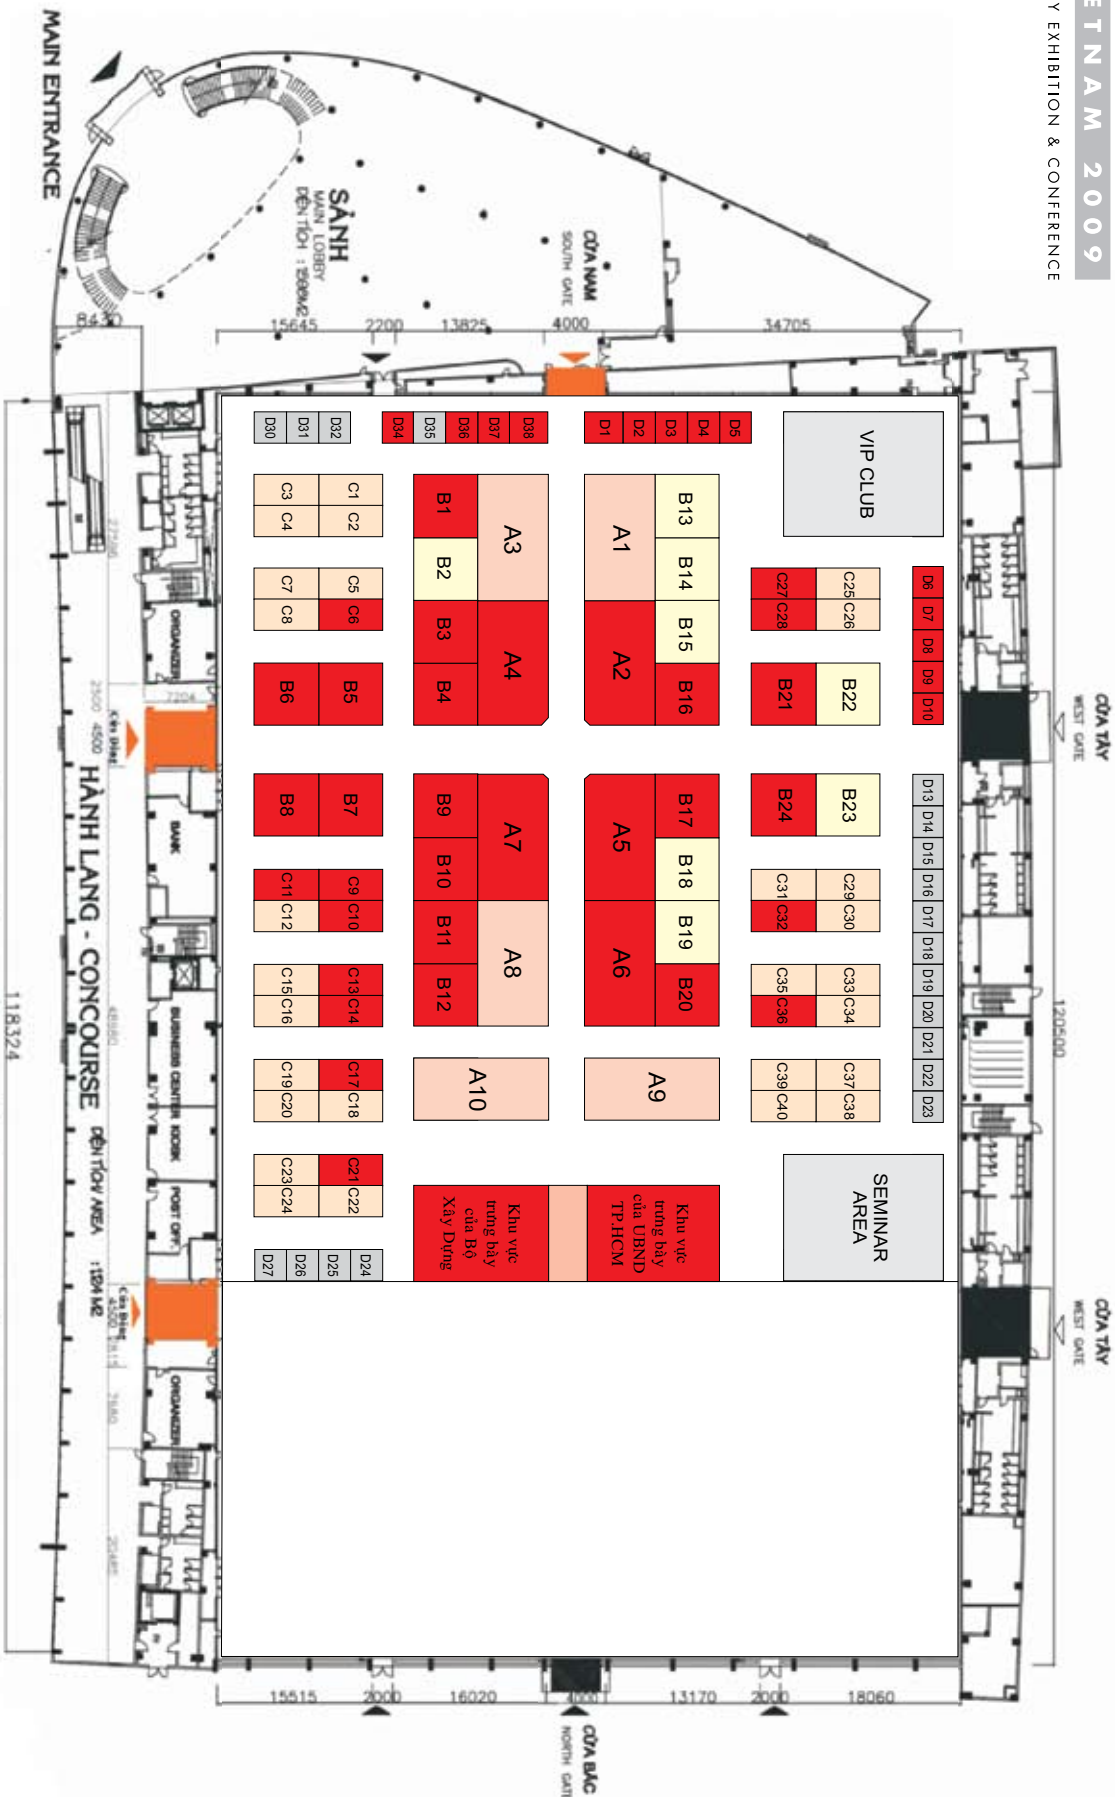 ETNAM 2009
Y EXHIBITION & CONFERENCE
MAIN ENTRANCE
SẢNH
MAIN LOBBY
CỬA NAM
SOUTH GATE
8430
15645
2200
13825
4000
34705
VIP CLUB
D30
D31
D32
D34
D35
D36
D37
D38
D1
D2
D3
D4
D5
C3
C1
C4
C2
B1
A3
A1
B13
B2
B14
C7
C5
C8
C6
B3
A4
A2
B15
B4
B16
C27
C25
C28
C26
D6
D7
D8
D9
D10
B6
B5
B21
B22
ORGANIZER
7204
2500
4500
CỬA TÂY
WEST GATE
HÀNH LANG - CONCOURSE
BANK
B8
B7
B9
A7
A5
B17
B24
B23
B10
B18
C11
C9
C12
C10
B11
A8
A6
B19
B12
B20
C31
C29
C32
C30
C15
C13
C16
C14
C35
C33
C36
C34
D13
D14
D15
D16
D17
D18
D19
D20
D21
D22
D23
BUSINESS CENTER
KIOSK
POST OFF.
C19
C17
C20
C18
A10
A9
C39
C37
C40
C38
118324
120500
C23
C21
C24
C22
Khu vực
trưng bày
của Bộ
Xây Dựng
Khu vực
trưng bày
của UBND
TP.HCM
SEMINAR
AREA
D27
D26
D25
D24
4500
CỬA TÂY
WEST GATE
ORGANIZER
15515
2000
16020
4000
13170
2000
18060
CỬA BẮC
NORTH GATE